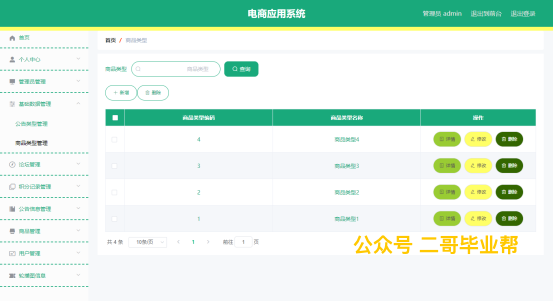 电商应用系统
管理员 admin 退出到前台 退出登录
首页
个人中心
管理员管理
基础数据管理
公告类型管理
商品类型管理
论坛管理
积分记录管理
公告信息管理
商品管理
用户管理
轮播图信息
首页 / 商品类型
商品类型 商品类型 查询
+ 新增 删除
商品类型编码 商品类型名称 操作
4 商品类型4 详情 修改 删除
3 商品类型3 详情 修改 删除
2 商品类型2 详情 修改 删除
1 商品类型1 详情 修改 删除
共 4 条 10条/页 1 前往 1 页
公众号 二哥毕业帮